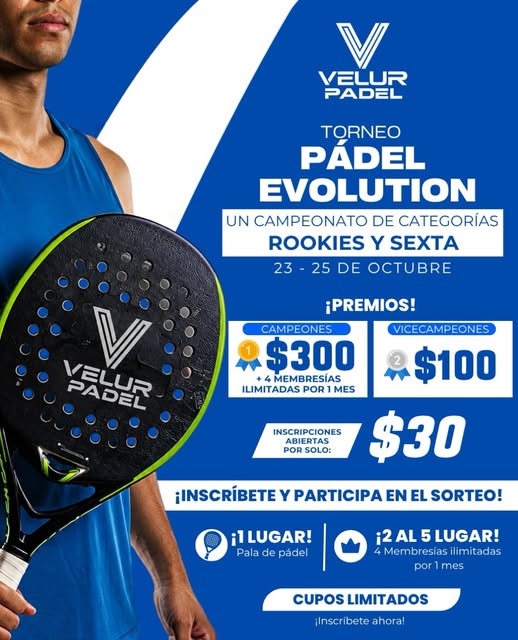 VELUR
PADEL
TORNEO
PÁDEL
EVOLUTION
UN CAMPEONATO DE CATEGORÍAS
ROOKIES Y SEXTA
23 - 25 DE OCTUBRE
¡PREMIOS!
CAMPEONES
1
$300
+ 4 MEMBRESÍAS
ILIMITADAS POR 1 MES
VICECAMPEONES
2
$100
VELUR
PADEL
INSCRIPCIONES
ABIERTAS
POR SOLO:
$30
¡INSCRÍBETE Y PARTICIPA EN EL SORTEO!
¡1 LUGAR!
Pala de pádel
¡2 AL 5 LUGAR!
4 Membresías ilimitadas
por 1 mes
CUPOS LIMITADOS
¡Inscríbete ahora!